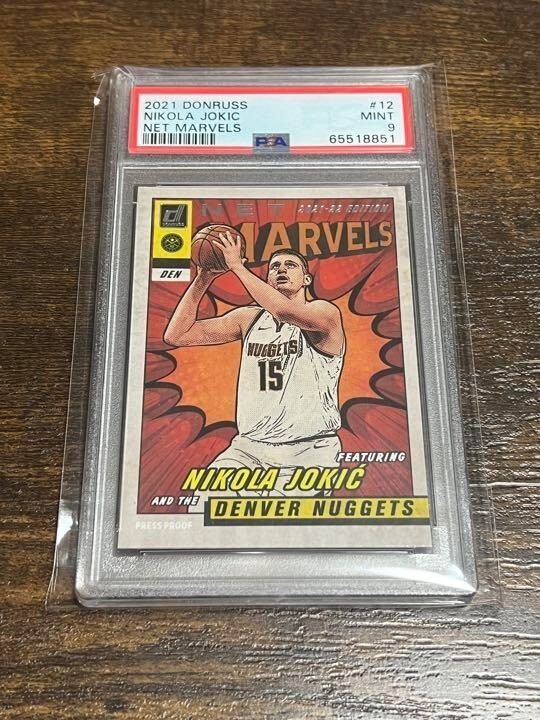 2021 DONRUSS #12
NIKOLA JOKIC MINT
NET MARVELS 9
PSA 65518851
NET 2021-22 EDITION
MARVELS
DEN
NUGGETS
15
FEATURING
NIKOLA JOKIĆ
AND THE DENVER NUGGETS
PRESS PROOF